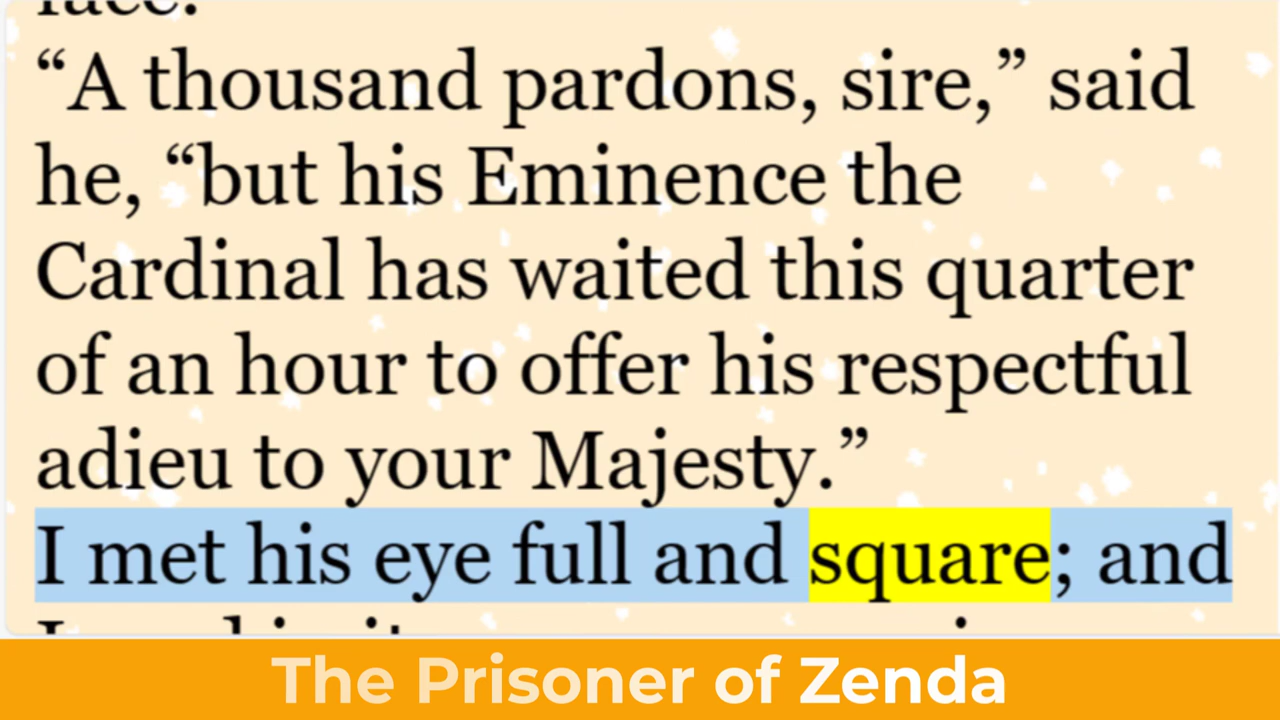 face.
“A thousand pardons, sire,” said
he, “but his Eminence the
Cardinal has waited this quarter
of an hour to offer his respectful
adieu to your Majesty.”
I met his eye full and square; and
The Prisoner of Zenda